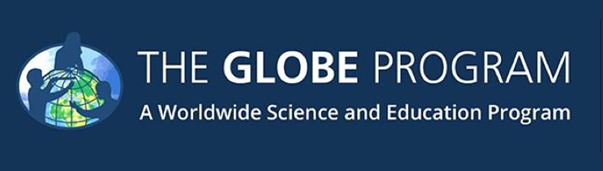 THE GLOBE PROGRAM
A Worldwide Science and Education Program